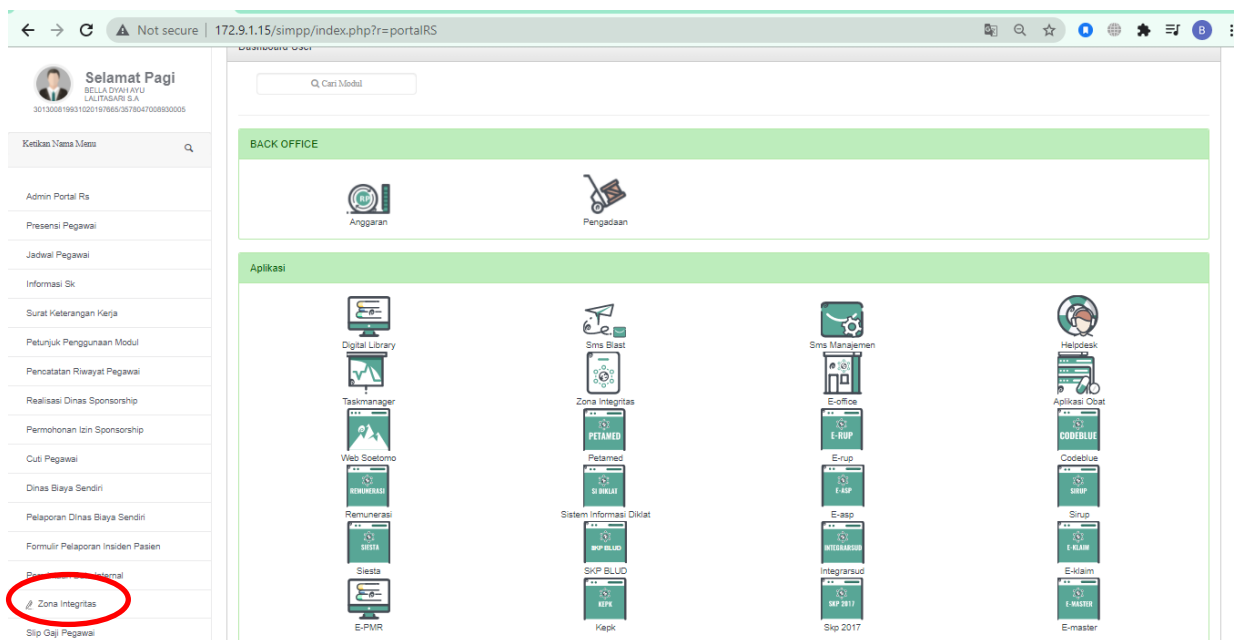 Not secure 172.9.1.15/simpp/index.php?r=portalRS
B
Dashboard User
Selamat Pagi
BELLA DYAH AYU
LALITASARI S.A
Cari Modul
Ketikan Nama Menu
Admin Portal Rs
Presensi Pegawai
Jadwal Pegawai
Informasi Sk
Surat Keterangan Kerja
Petunjuk Penggunaan Modul
Pencatatan Riwayat Pegawai
Realisasi Dinas Sponsorship
Permohonan Izin Sponsorship
Cuti Pegawai
Dinas Biaya Sendiri
Pelaporan DInas Biaya Sendiri
Formulir Pelaporan Insiden Pasien
Internal
Zona Integritas
Slip Gaji Pegawai
BACK OFFICE
RP
Anggaran
Pengadaan
Aplikasi
Digital Library
Sms Blast
Sms Manajemen
Helpdesk
Taskmanager
Zona Integritas
E-office
Aplikasi Obat
Web Soetomo
PETAMED
Petamed
E-RUP
E-rup
CODEBLUE
Codeblue
REMUNERASI
Remunerasi
SI DIKLAT
Sistem Informasi Diklat
E-ASP
E-asp
SIRUP
Sirup
SIESTA
Siesta
SKP BLUD
SKP BLUD
INTEGRARSUD
Integrarsud
E-KLAIM
E-klaim
E-PMR
KEPK
Kepk
SKP 2017
Skp 2017
E-MASTER
E-master